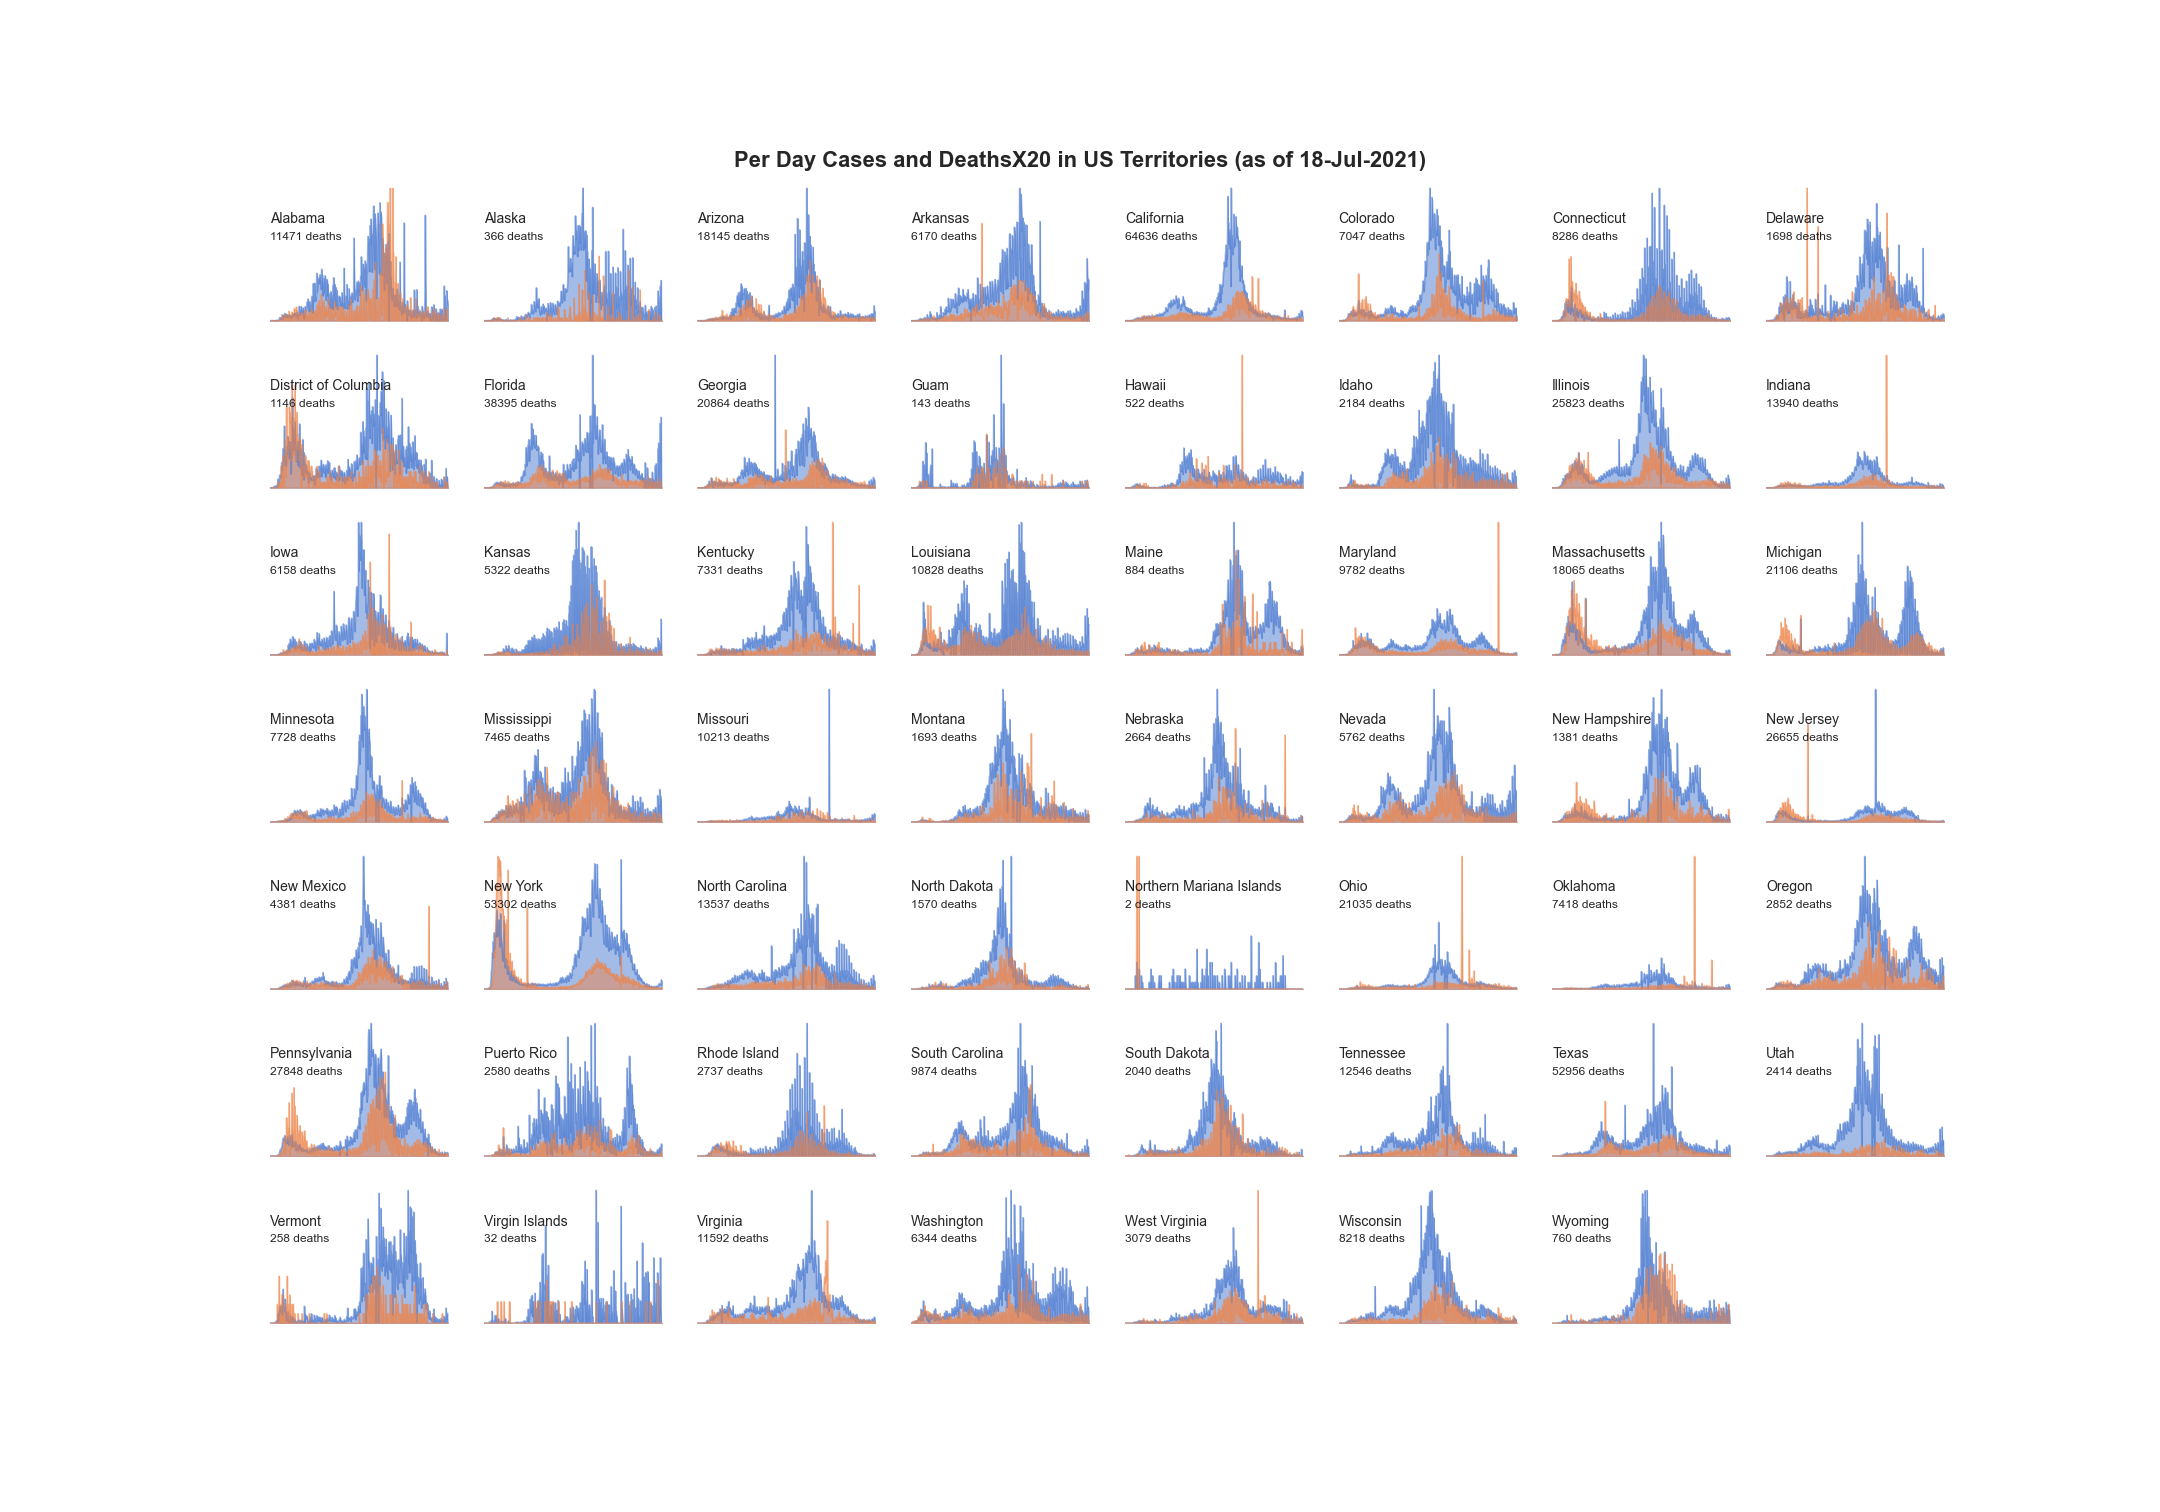 Per Day Cases and DeathsX20 in US Territories (as of 18-Jul-2021)
Alabama
11471 deaths
Alaska
366 deaths
Arizona
18145 deaths
Arkansas
6170 deaths
California
64636 deaths
Colorado
7047 deaths
Connecticut
8286 deaths
Delaware
1698 deaths
District of Columbia
1146 deaths
Florida
38395 deaths
Georgia
20864 deaths
Guam
143 deaths
Hawaii
522 deaths
Idaho
2184 deaths
Illinois
25823 deaths
Indiana
13940 deaths
Iowa
6158 deaths
Kansas
5322 deaths
Kentucky
7331 deaths
Louisiana
10828 deaths
Maine
884 deaths
Maryland
9782 deaths
Massachusetts
18065 deaths
Michigan
21106 deaths
Minnesota
7728 deaths
Mississippi
7465 deaths
Missouri
10213 deaths
Montana
1693 deaths
Nebraska
2664 deaths
Nevada
5762 deaths
New Hampshire
1381 deaths
New Jersey
26655 deaths
New Mexico
4381 deaths
New York
53302 deaths
North Carolina
13537 deaths
North Dakota
1570 deaths
Northern Mariana Islands
2 deaths
Ohio
21035 deaths
Oklahoma
7418 deaths
Oregon
2852 deaths
Pennsylvania
27848 deaths
Puerto Rico
2580 deaths
Rhode Island
2737 deaths
South Carolina
9874 deaths
South Dakota
2040 deaths
Tennessee
12546 deaths
Texas
52956 deaths
Utah
2414 deaths
Vermont
258 deaths
Virgin Islands
32 deaths
Virginia
11592 deaths
Washington
6344 deaths
West Virginia
3079 deaths
Wisconsin
8218 deaths
Wyoming
760 deaths